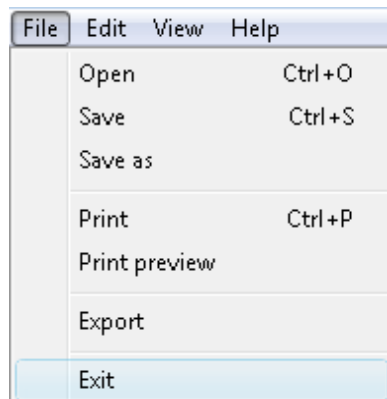 File Edit View Help
Open Ctrl+O
Save Ctrl+S
Save as
Print Ctrl+P
Print preview
Export
Exit